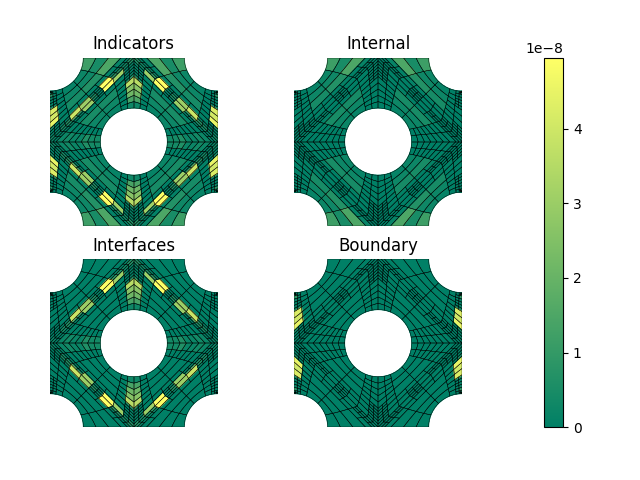 Indicators
Internal
1e−8
4
3
2
1
0
Interfaces
Boundary